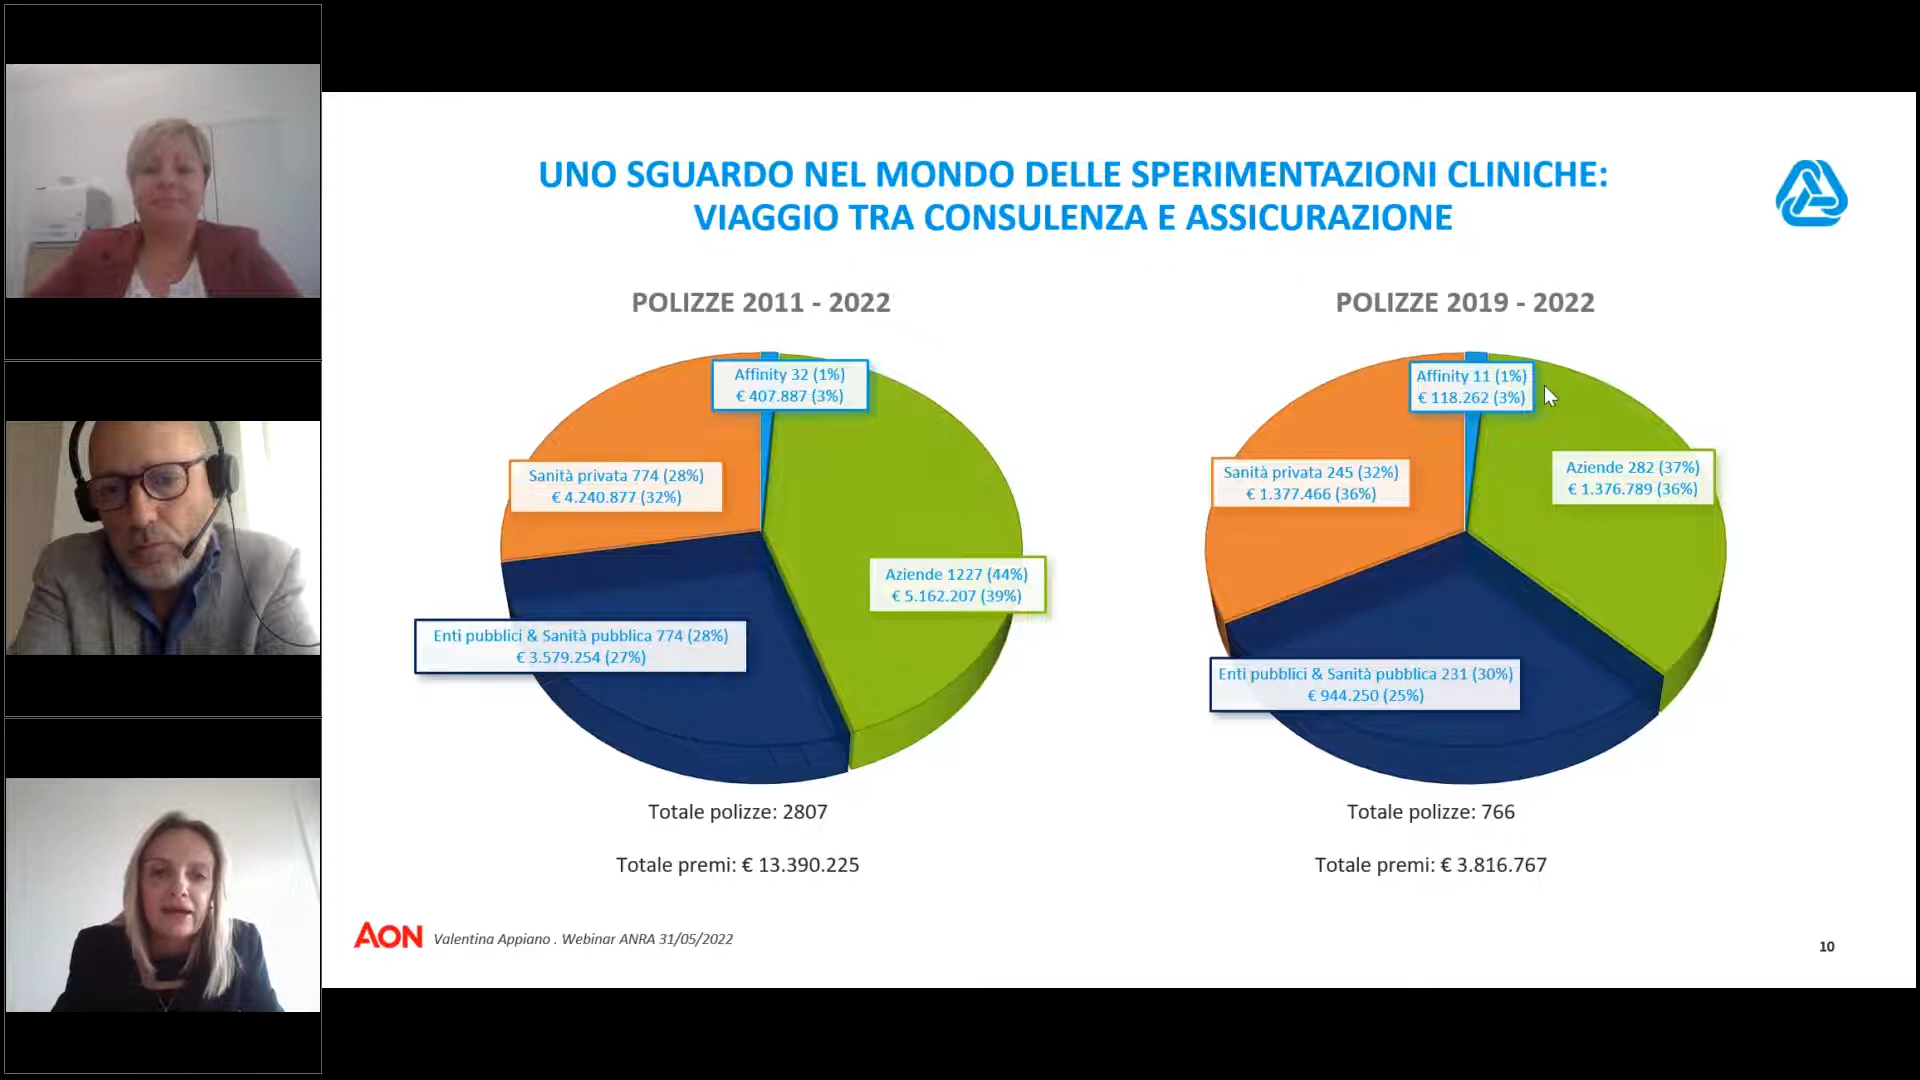 UNO SGUARDO NEL MONDO DELLE SPERIMENTAZIONI CLINICHE:
VIAGGIO TRA CONSULENZA E ASSICURAZIONE
POLIZZE 2011 - 2022
Affinity 32 (1%)
€ 407.887 (3%)
Sanità privata 774 (28%)
€ 4.240.877 (32%)
Aziende 1227 (44%)
€ 5.162.207 (39%)
Enti pubblici & Sanità pubblica 774 (28%)
€ 3.579.254 (27%)
Totale polizze: 2807
Totale premi: € 13.390.225
POLIZZE 2019 - 2022
Affinity 11 (1%)
€ 118.262 (3%)
Sanità privata 245 (32%)
€ 1.377.466 (36%)
Aziende 282 (37%)
€ 1.376.789 (36%)
Enti pubblici & Sanità pubblica 231 (30%)
€ 944.250 (25%)
Totale polizze: 766
Totale premi: € 3.816.767
AON Valentina Appiano . Webinar ANRA 31/05/2022
10